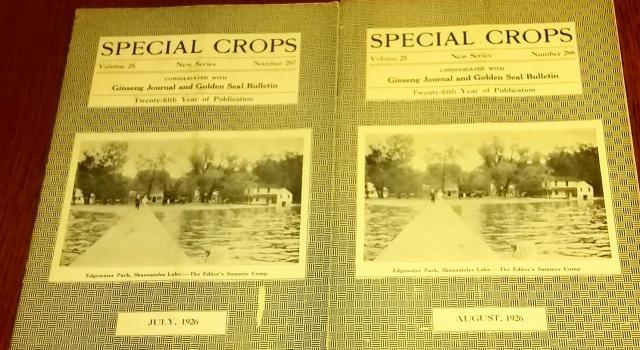 SPECIAL CROPS
Volume 25 New Series Number 287
CONSOLIDATED WITH
Ginseng Journal and Golden Seal Bulletin
Twenty-fifth Year of Publication
Edgewater Park, Skaneateles Lake.—The Editor's Summer Camp
JULY, 1926
SPECIAL CROPS
Volume 25 New Series Number 288
CONSOLIDATED WITH
Ginseng Journal and Golden Seal Bulletin
Twenty-fifth Year of Publication
Edgewater Park, Skaneateles Lake.—The Editor's Summer Camp
AUGUST, 1926